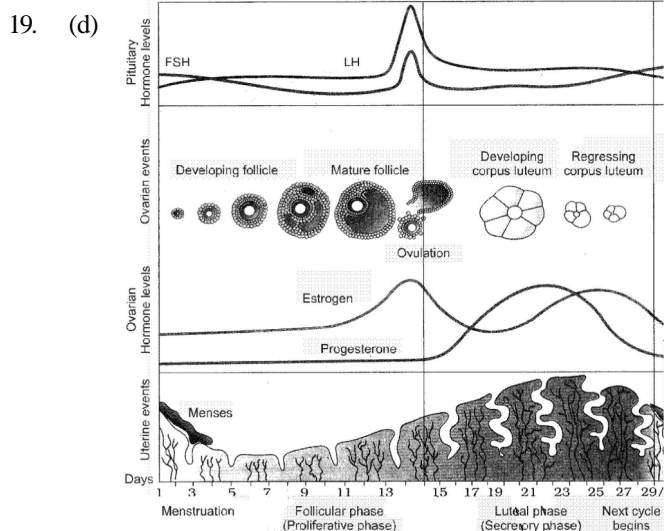 19. (d)
Pituitary
Hormone levels
FSH
LH
Ovarian events
Developing follicle
Mature follicle
Developing
corpus luteum
Regressing
corpus luteum
Ovulation
Ovarian
Hormone levels
Estrogen
Progesterone
Uterine events
Menses
Days
1 3 5 7 9 11 13 15 17 19 21 23 25 27 29/1
Menstruation
Follicular phase
(Proliferative phase)
Luteal phase
(Secretory phase)
Next cycle
begins